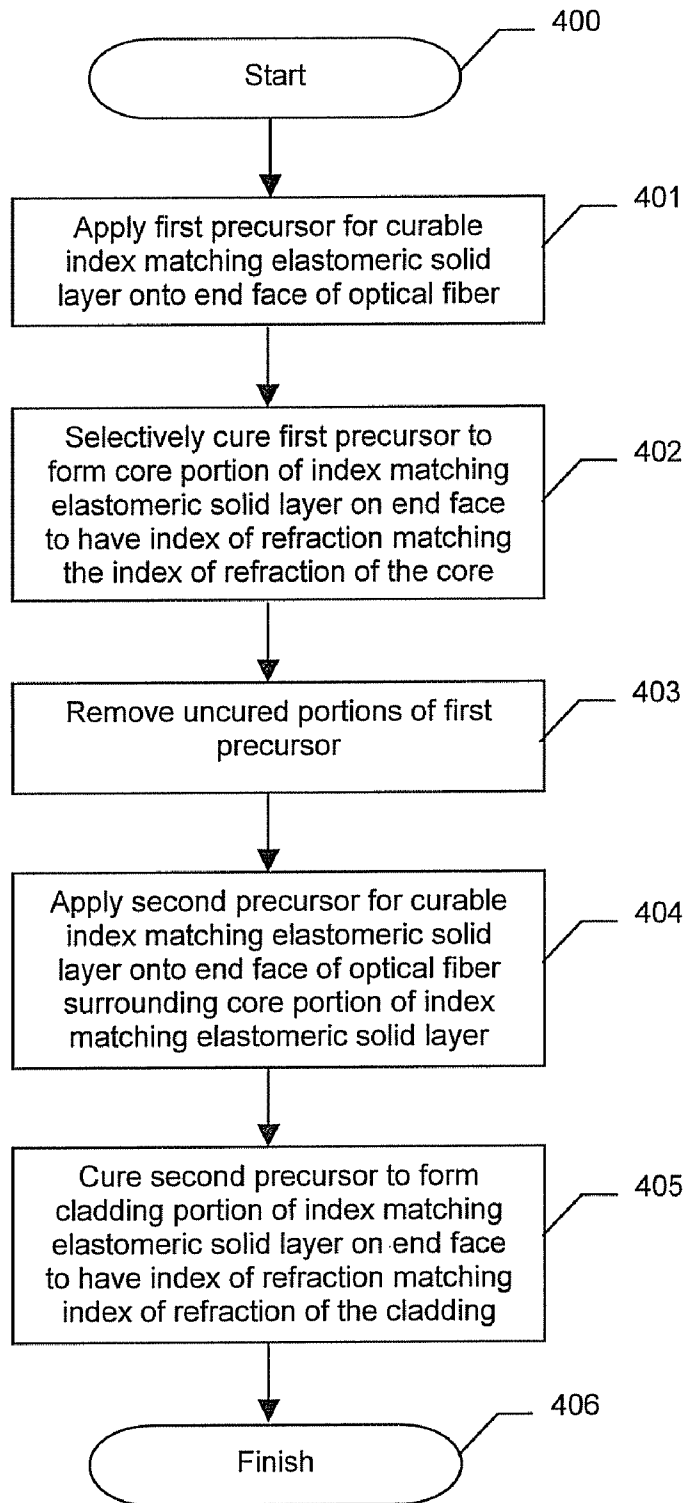 400
Start
401
Apply first precursor for curable
index matching elastomeric solid
layer onto end face of optical fiber
402
Selectively cure first precursor to
form core portion of index matching
elastomeric solid layer on end face
to have index of refraction matching
the index of refraction of the core
403
Remove uncured portions of first
precursor
404
Apply second precursor for curable
index matching elastomeric solid
layer onto end face of optical fiber
surrounding core portion of index
matching elastomeric solid layer
405
Cure second precursor to form
cladding portion of index matching
elastomeric solid layer on end face
to have index of refraction matching
index of refraction of the cladding
406
Finish